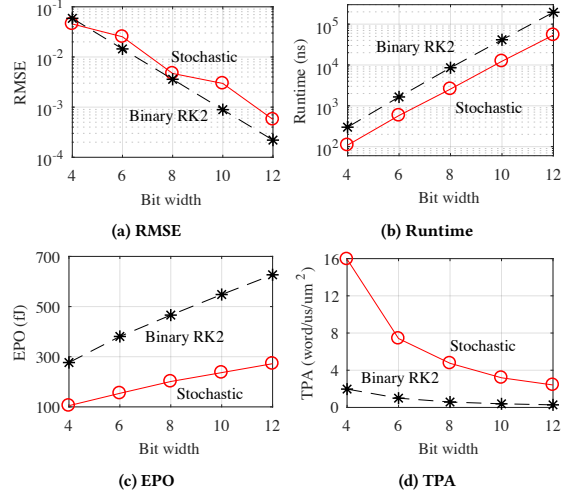 10^-1
10^-2
10^-3
10^-4
RMSE
Stochastic
Binary RK2
4 6 8 10 12
Bit width
(a) RMSE
10^5
10^4
10^3
10^2
Runtime (ns)
Binary RK2
Stochastic
4 6 8 10 12
Bit width
(b) Runtime
700
500
300
100
EPO (fJ)
Binary RK2
Stochastic
4 6 8 10 12
Bit width
(c) EPO
16
12
8
4
0
TPA (word/us/um^2)
Stochastic
Binary RK2
4 6 8 10 12
Bit width
(d) TPA